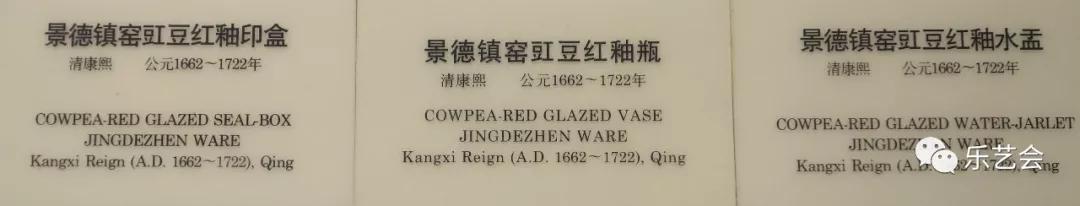 景德镇窑豇豆红釉印盒
清康熙 公元1662～1722年
COWPEA-RED GLAZED SEAL-BOX
JINGDEZHEN WARE
Kangxi Reign (A.D. 1662～1722), Qing
景德镇窑豇豆红釉瓶
清康熙 公元1662～1722年
COWPEA-RED GLAZED VASE
JINGDEZHEN WARE
Kangxi Reign (A.D. 1662～1722), Qing
景德镇窑豇豆红釉水盂
清康熙 公元1662～1722年
COWPEA-RED GLAZED WATER-JARLET
JINGDEZHEN WARE
Kangxi Reign (A.D. 1662～1722), Qing
乐艺会